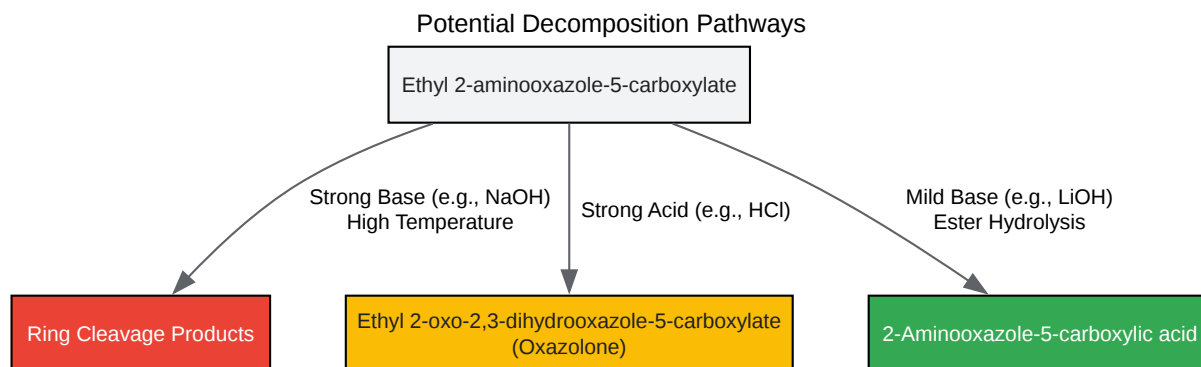 Potential Decomposition Pathways
Ethyl 2-aminooxazole-5-carboxylate
Strong Base (e.g., NaOH)
High Temperature
Strong Acid (e.g., HCl)
Mild Base (e.g., LiOH)
Ester Hydrolysis
Ring Cleavage Products
Ethyl 2-oxo-2,3-dihydrooxazole-5-carboxylate
(Oxazolone)
2-Aminooxazole-5-carboxylic acid